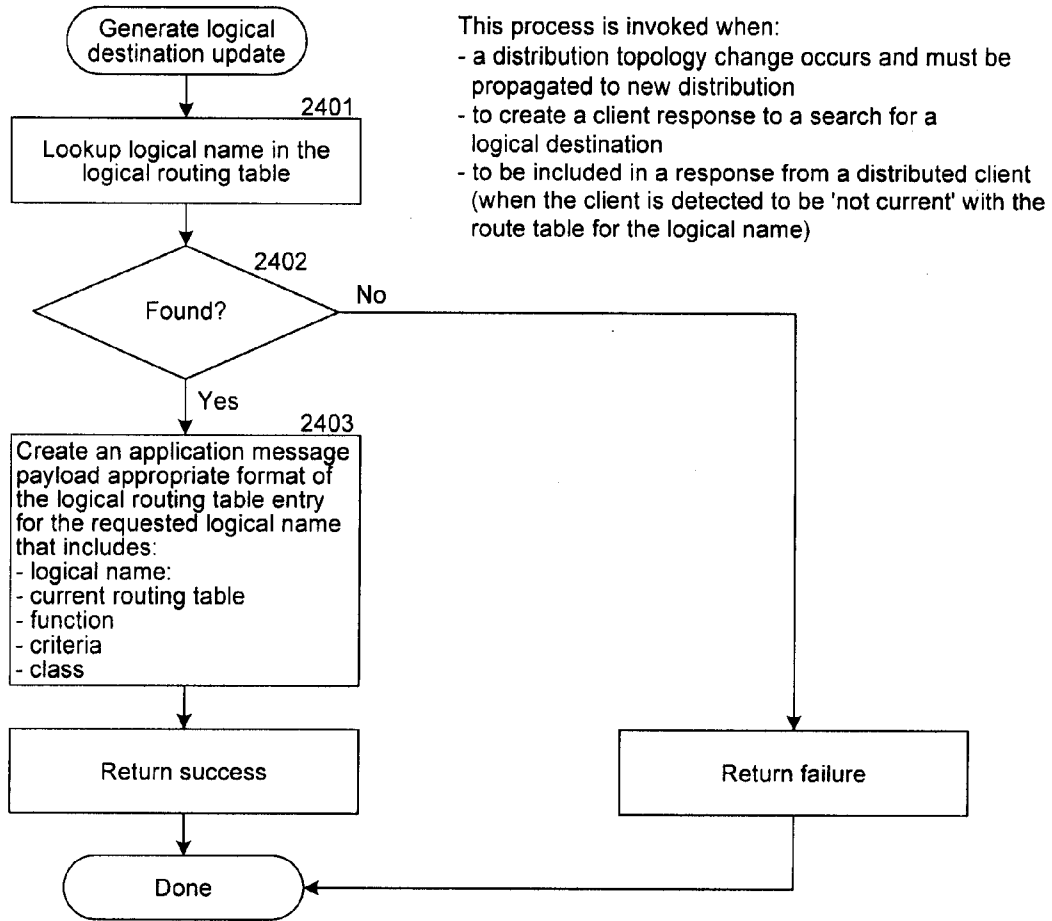 Generate logical
destination update
This process is invoked when:
- a distribution topology change occurs and must be
propagated to new distribution
- to create a client response to a search for a
logical destination
- to be included in a response from a distributed client
(when the client is detected to be 'not current' with the
route table for the logical name)
2401
Lookup logical name in the
logical routing table
2402
Found?
No
Yes
2403
Create an application message
payload appropriate format of
the logical routing table entry
for the requested logical name
that includes:
- logical name:
- current routing table
- function
- criteria
- class
Return success
Return failure
Done